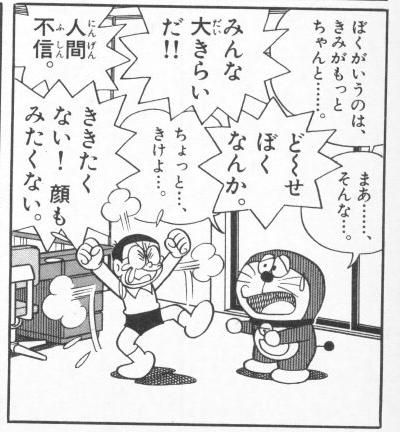 ぼくがいうのは、
きみがもっと
ちゃんと……。
まあ……、
そんな…。
ど〜せ
ぼく
なんか。
みんな
大きらい
だ!!
ちょっと…、
きけよ…。
人間
不信。
ききたく
ない!顔も
みたくない。